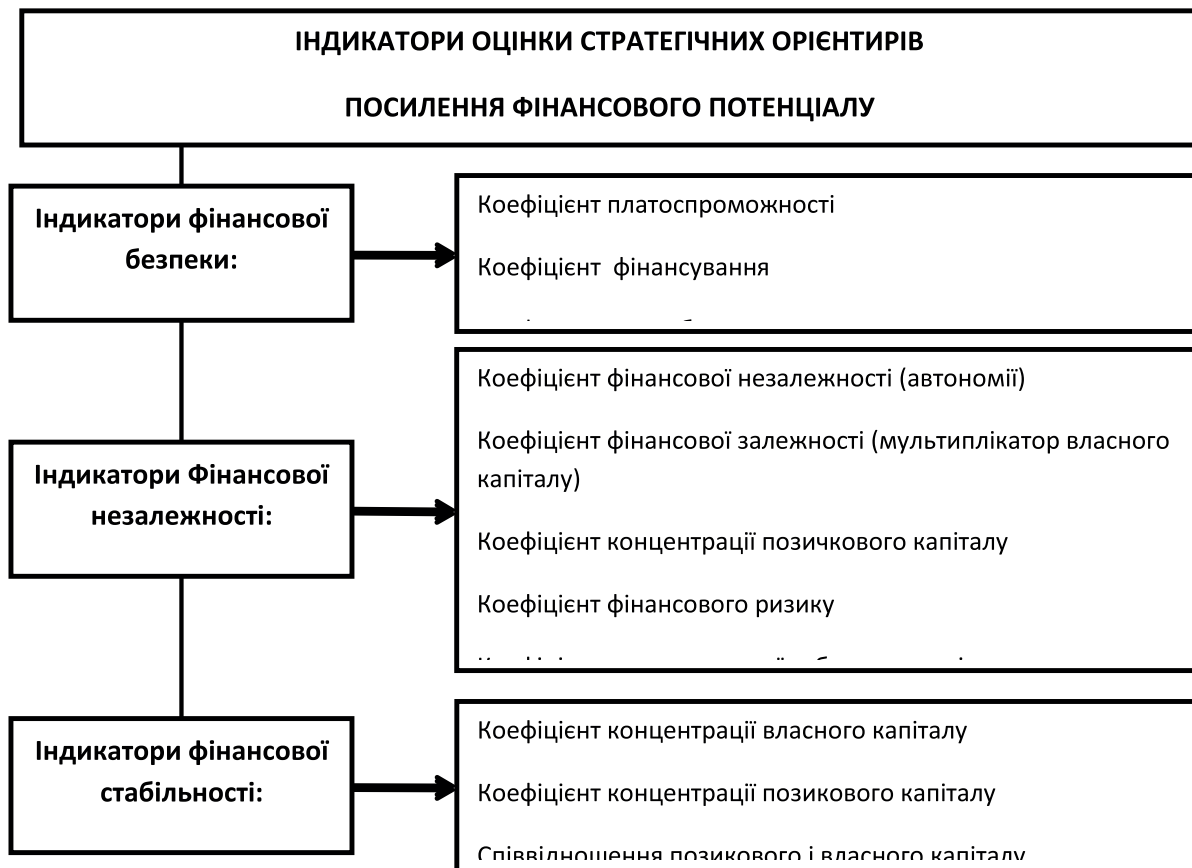 ІНДИКАТОРИ ОЦІНКИ СТРАТЕГІЧНИХ ОРІЄНТИРІВ
ПОСИЛЕННЯ ФІНАНСОВОГО ПОТЕНЦІАЛУ
Індикатори фінансової
безпеки:
Коефіцієнт платоспроможності
Коефіцієнт фінансування
Індикатори Фінансової
незалежності:
Коефіцієнт фінансової незалежності (автономії)
Коефіцієнт фінансової залежності (мультиплікатор власного
капіталу)
Коефіцієнт концентрації позичкового капіталу
Коефіцієнт фінансового ризику
Індикатори фінансової
стабільності:
Коефіцієнт концентрації власного капіталу
Коефіцієнт концентрації позикового капіталу
Співвідношення позикового і власного капіталу